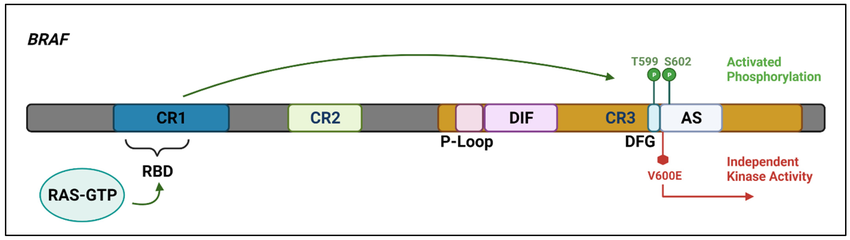 BRAF
T599 S602
P P
Activated
Phosphorylation
CR1
CR2
DIF
CR3
AS
P-Loop
DFG
RBD
RAS-GTP
V600E
Independent
Kinase Activity